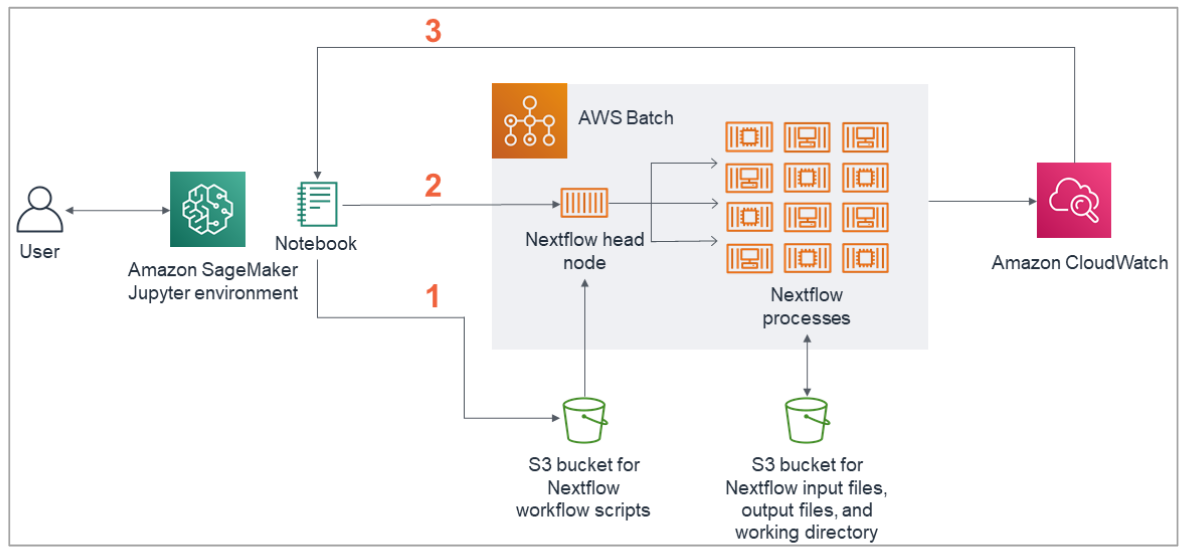 3
AWS Batch
2
User
Notebook
Amazon SageMaker
Jupyter environment
Nextflow head
node
Amazon CloudWatch
1
Nextflow
processes
S3 bucket for
Nextflow
workflow scripts
S3 bucket for
Nextflow input files,
output files, and
working directory